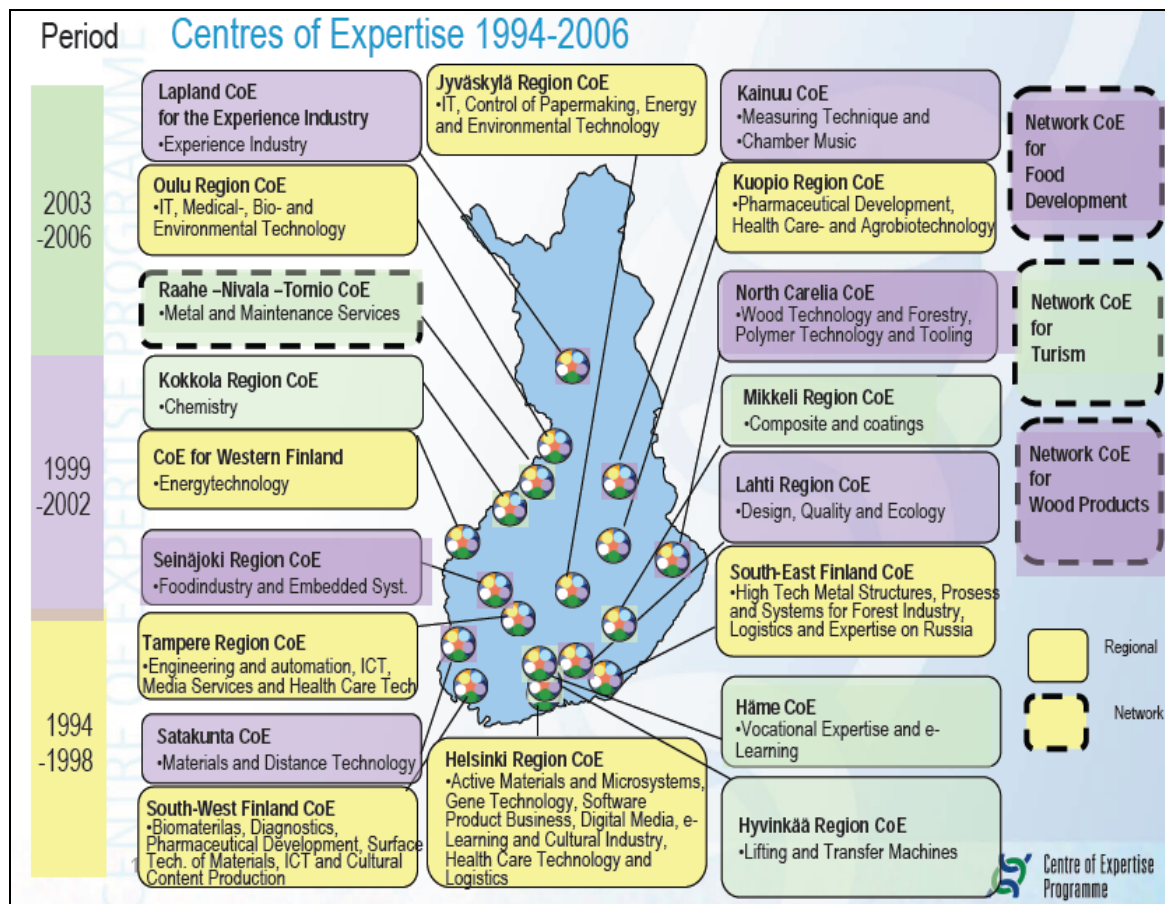 Period
Centres of Expertise 1994-2006
2003
-2006
1999
-2002
1994
-1998
CENTRE OF EXPERTISE PROGRAMME
Lapland CoE
for the Experience Industry
•Experience Industry
Oulu Region CoE
•IT, Medical-, Bio- and
Environmental Technology
Raahe –Nivala –Tornio CoE
•Metal and Maintenance Services
Kokkola Region CoE
•Chemistry
CoE for Western Finland
•Energytechnology
Seinäjoki Region CoE
•Foodindustry and Embedded Syst.
Tampere Region CoE
•Engineering and automation, ICT,
Media Services and Health Care Tech
Satakunta CoE
•Materials and Distance Technology
South-West Finland CoE
•Biomaterilas, Diagnostics,
Pharmaceutical Development, Surface
Tech. of Materials, ICT and Cultural
Content Production
1
Jyväskylä Region CoE
•IT, Control of Papermaking, Energy
and Environmental Technology
Helsinki Region CoE
•Active Materials and Microsystems,
Gene Technology, Software
Product Business, Digital Media, e-
Learning and Cultural Industry,
Health Care Technology and
Logistics
Kainuu CoE
•Measuring Technique and
•Chamber Music
Kuopio Region CoE
•Pharmaceutical Development,
Health Care- and Agrobiotechnology
North Carelia CoE
•Wood Technology and Forestry,
Polymer Technology and Tooling
Mikkeli Region CoE
•Composite and coatings
Lahti Region CoE
•Design, Quality and Ecology
South-East Finland CoE
•High Tech Metal Structures, Prosess
and Systems for Forest Industry,
Logistics and Expertise on Russia
Häme CoE
•Vocational Expertise and e-
Learning
Hyvinkää Region CoE
•Lifting and Transfer Machines
Network CoE
for
Food
Development
Network CoE
for
Turism
Network CoE
for
Wood Products
Regional
Network
Centre of Expertise
Programme